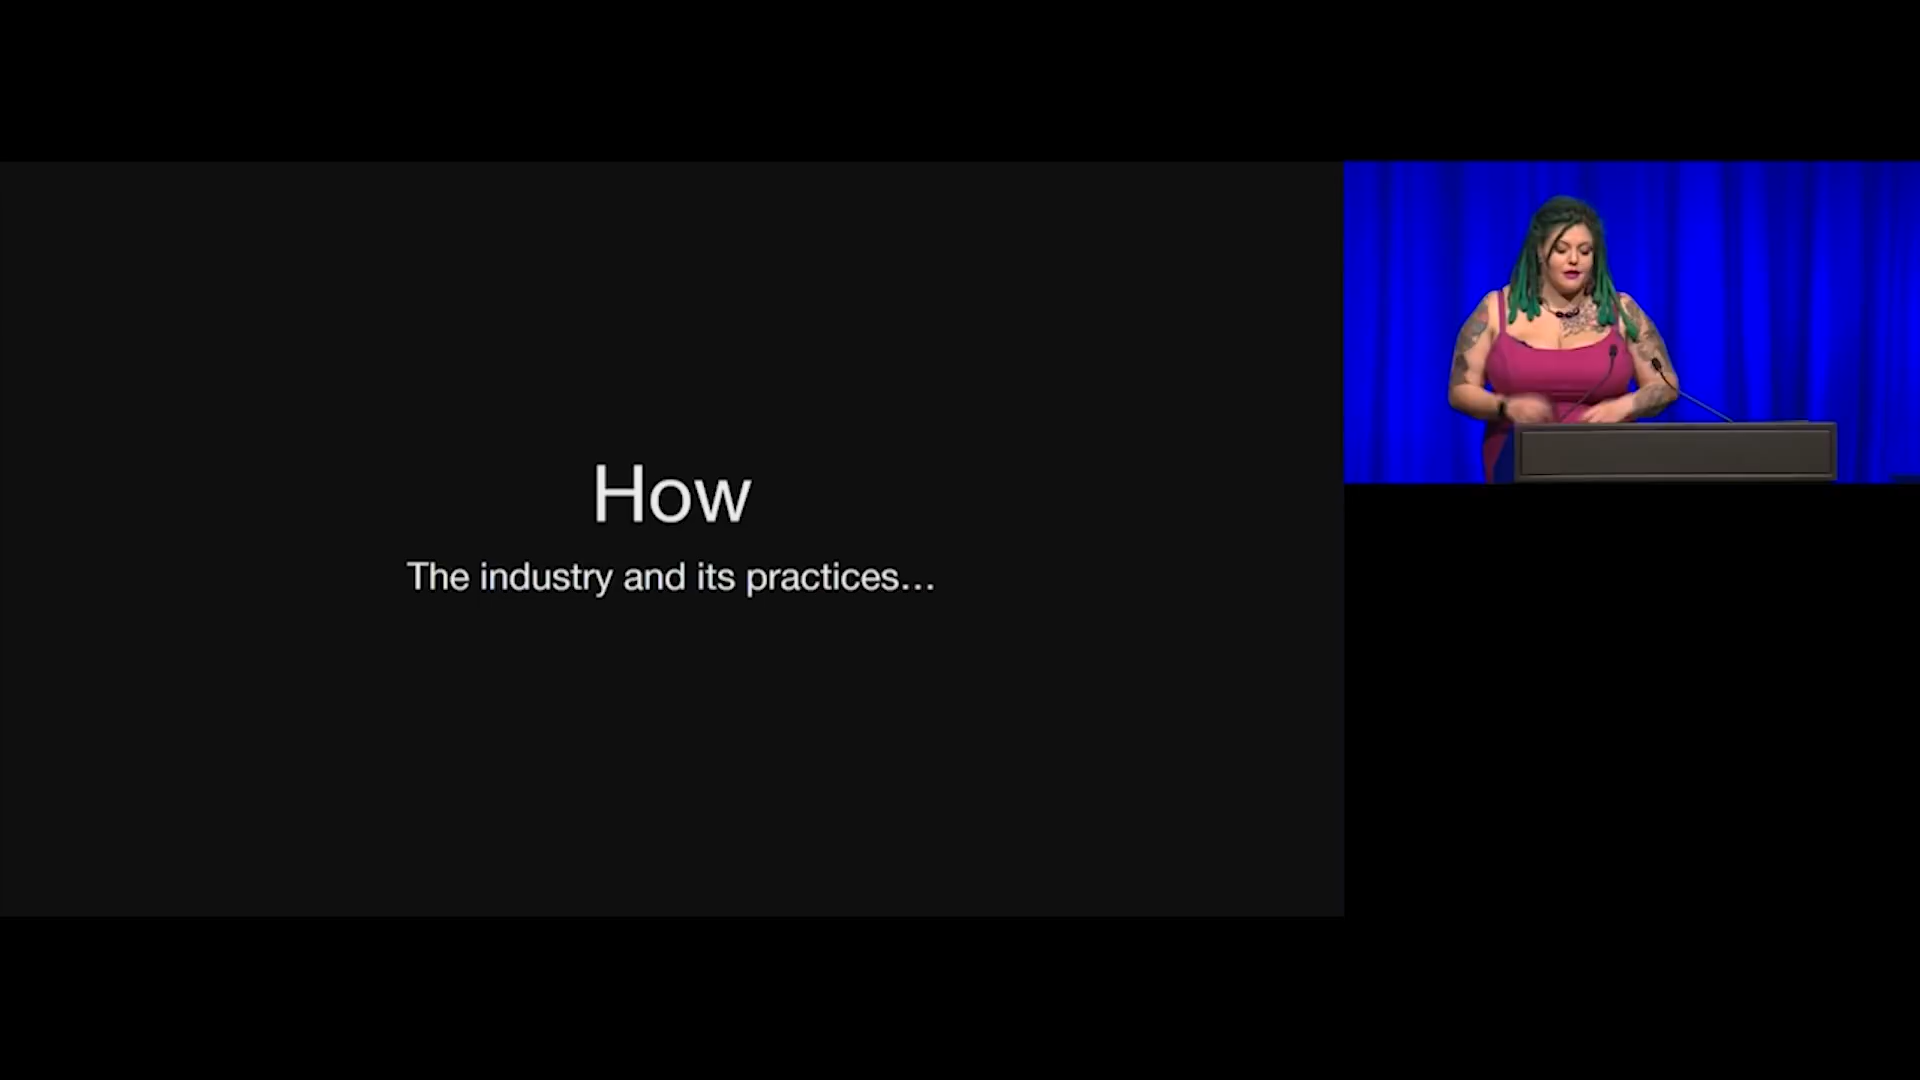 How
The industry and its practices…